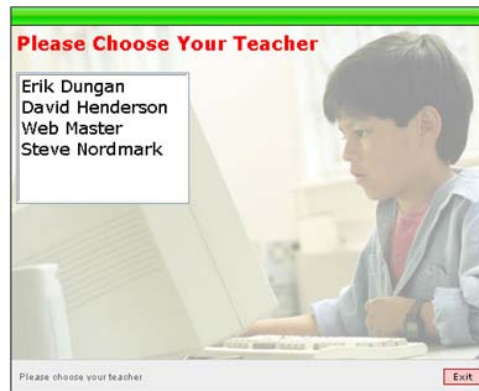 Please Choose Your Teacher
Erik Dungan
David Henderson
Web Master
Steve Nordmark
Please choose your teacher
Exit